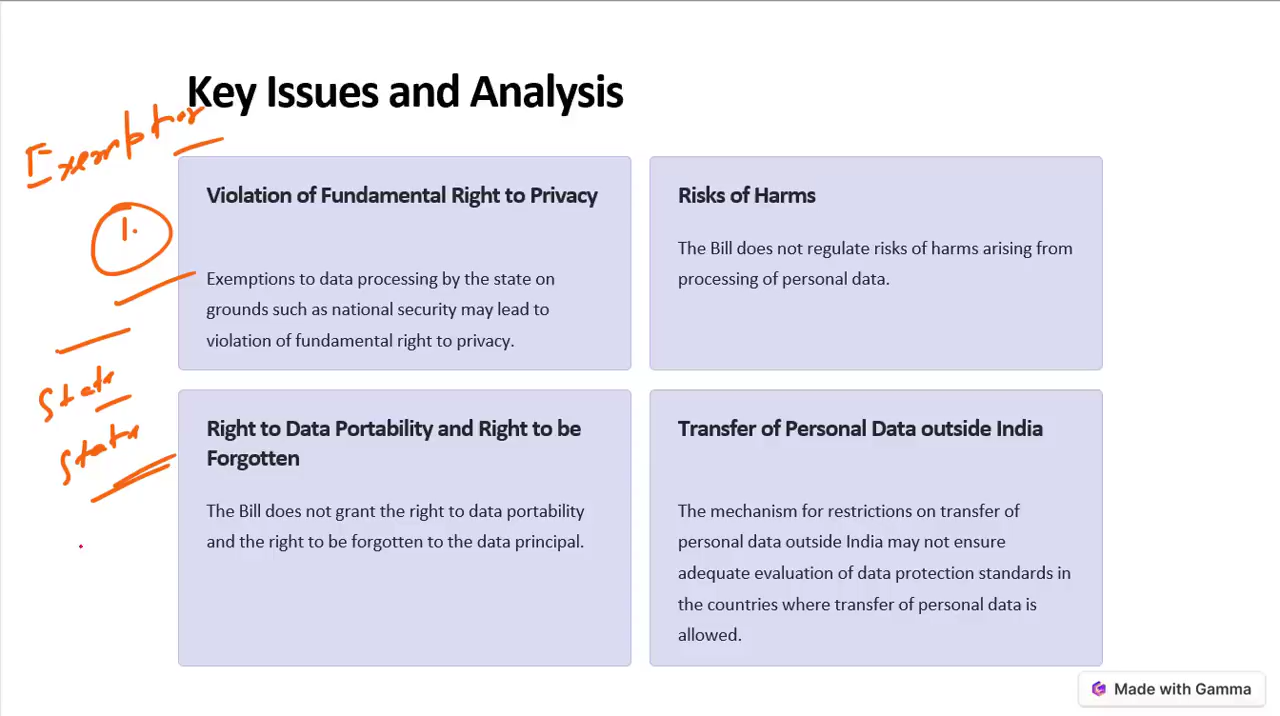 Key Issues and Analysis
Exemption
1.
State
State
Violation of Fundamental Right to Privacy
Exemptions to data processing by the state on
grounds such as national security may lead to
violation of fundamental right to privacy.
Risks of Harms
The Bill does not regulate risks of harms arising from
processing of personal data.
Right to Data Portability and Right to be
Forgotten
The Bill does not grant the right to data portability
and the right to be forgotten to the data principal.
Transfer of Personal Data outside India
The mechanism for restrictions on transfer of
personal data outside India may not ensure
adequate evaluation of data protection standards in
the countries where transfer of personal data is
allowed.
Made with Gamma